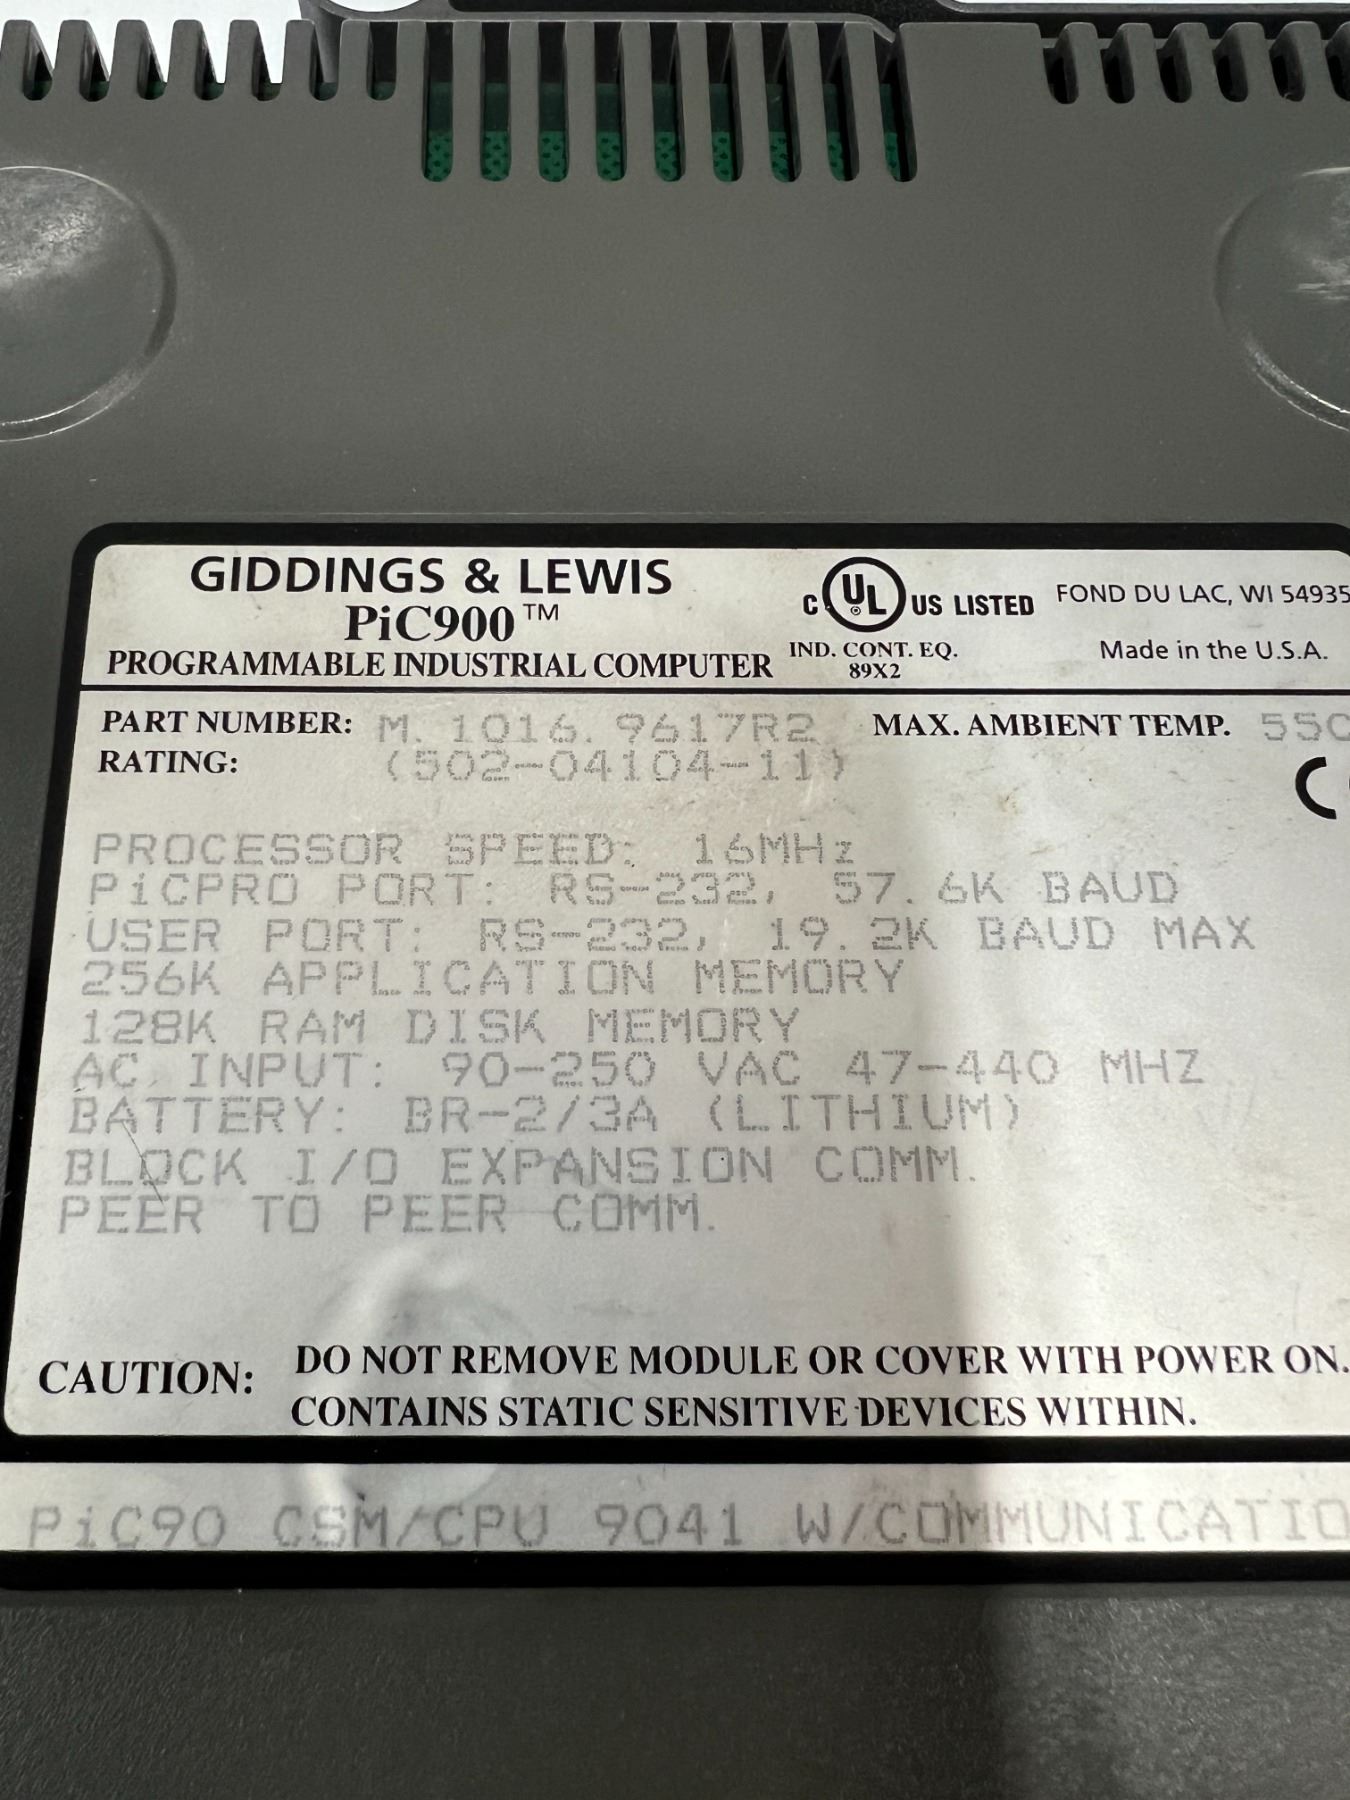 GIDDINGS & LEWIS
PiC900™
PROGRAMMABLE INDUSTRIAL COMPUTER
C UL US LISTED
IND. CONT. EQ.
89X2
FOND DU LAC, WI 54935
Made in the U.S.A.
PART NUMBER: M.1016.9617R2 MAX. AMBIENT TEMP. 55C
RATING: (502-04104-11)
CE
PROCESSOR SPEED: 16MHz
PiCPRO PORT: RS-232, 57.6K BAUD
USER PORT: RS-232, 19.2K BAUD MAX
256K APPLICATION MEMORY
128K RAM DISK MEMORY
AC INPUT: 90-250 VAC 47-440 MHZ
BATTERY: BR-2/3A (LITHIUM)
BLOCK I/O EXPANSION COMM.
PEER TO PEER COMM.
CAUTION: DO NOT REMOVE MODULE OR COVER WITH POWER ON.
CONTAINS STATIC SENSITIVE DEVICES WITHIN.
PiC90 CSM/CPU 9041 W/COMMUNICATIO